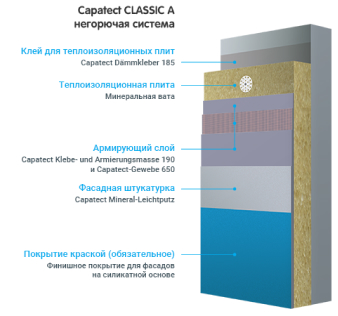 Capatect CLASSIC A
негорючая система
Клей для теплоизоляционных плит
Capatect Dämmkleber 185
Теплоизоляционная плита
Минеральная вата
Армирующий слой
Capatect Klebe- und Armierungsmasse 190
и Capatect-Gewebe 650
Фасадная штукатурка
Capatect Mineral-Leichtputz
Покрытие краской (обязательное)
Финишное покрытие для фасадов
на силикатной основе